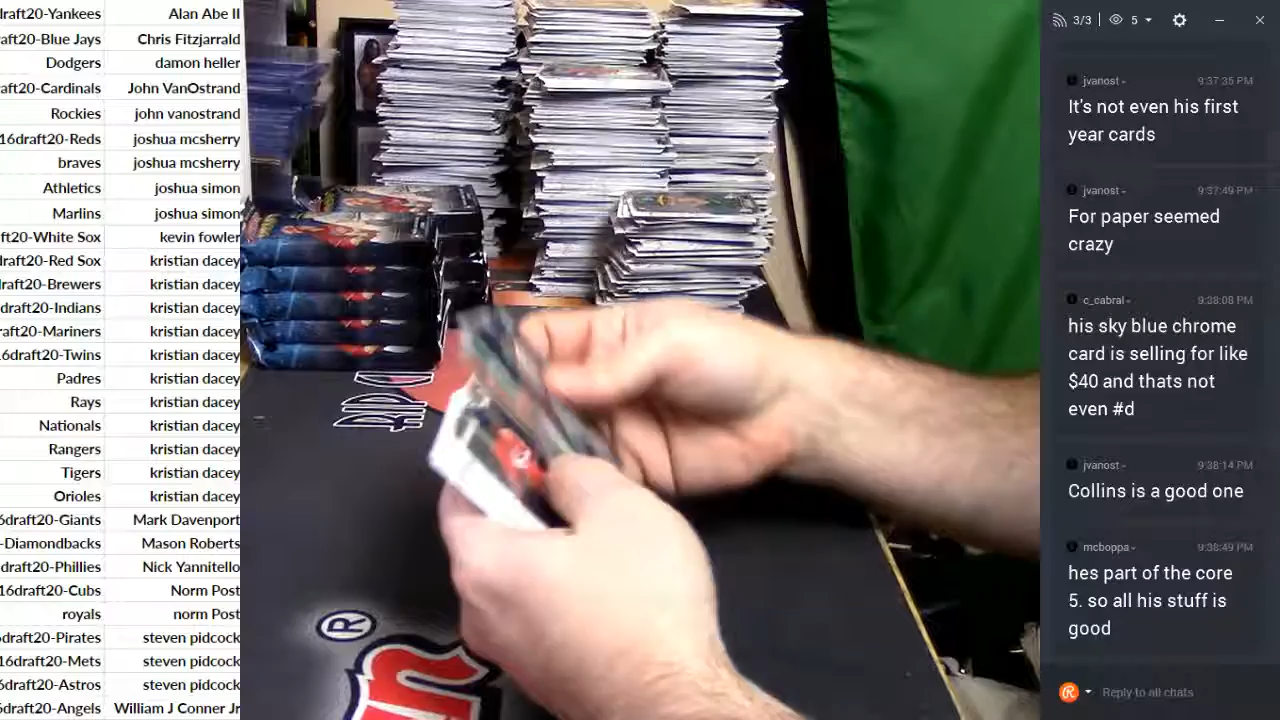 draft20-Yankees Alan Abe II
aft20-Blue Jays Chris Fitzjarrald
Dodgers damon heller
aft20-Cardinals John VanOstrand
Rockies john vanostrand
16draft20-Reds joshua mcsherry
braves joshua mcsherry
Athletics joshua simon
Marlins joshua simon
ft20-White Sox kevin fowler
draft20-Red Sox kristian dacey
draft20-Brewers kristian dacey
draft20-Indians kristian dacey
raft20-Mariners kristian dacey
16draft20-Twins kristian dacey
Padres kristian dacey
Rays kristian dacey
Nationals kristian dacey
Rangers kristian dacey
Tigers kristian dacey
Orioles kristian dacey
6draft20-Giants Mark Davenport
-Diamondbacks Mason Roberts
draft20-Phillies Nick Yannitello
16draft20-Cubs Norm Post
royals norm Post
draft20-Pirates steven pidcock
16draft20-Mets steven pidcock
6draft20-Astros steven pidcock
6draft20-Angels William J Conner Jr
®
3/3 5
jvanost 9:37:35 PM
It's not even his first
year cards
jvanost 9:37:49 PM
For paper seemed
crazy
c_cabral 9:38:08 PM
his sky blue chrome
card is selling for like
$40 and thats not
even #d
jvanost 9:38:14 PM
Collins is a good one
mcboppa 9:38:49 PM
hes part of the core
5. so all his stuff is
good
Reply to all chats